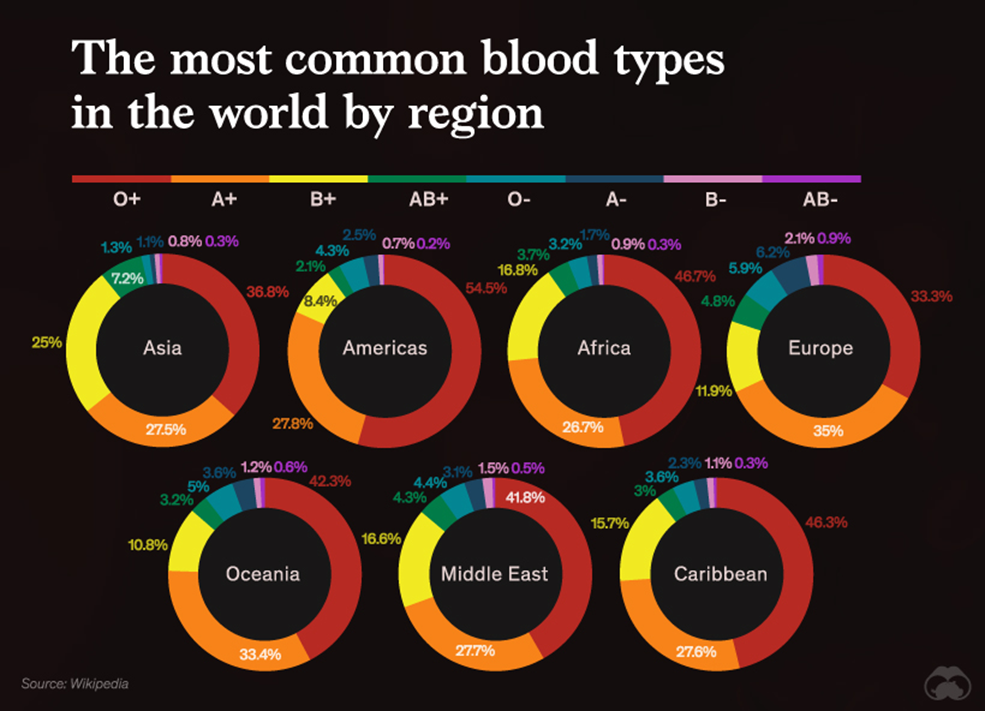 The most common blood types
in the world by region
O+ A+ B+ AB+ O- A- B- AB-
1.3% 1.1% 0.8% 0.3%
7.2%
36.8%
25%
27.5%
Asia
2.5% 0.7% 0.2%
4.3%
2.1%
8.4%
54.5%
27.8%
Americas
3.7% 3.2% 1.7% 0.9% 0.3%
16.8%
46.7%
26.7%
Africa
2.1% 0.9%
6.2%
5.9%
4.8%
33.3%
11.9%
35%
Europe
1.2% 0.6%
3.6%
5%
3.2%
42.3%
10.8%
33.4%
Oceania
1.5% 0.5%
3.1%
4.4%
4.3%
41.8%
16.6%
27.7%
Middle East
2.3% 1.1% 0.3%
3.6%
3%
15.7%
46.3%
27.6%
Caribbean
Source: Wikipedia